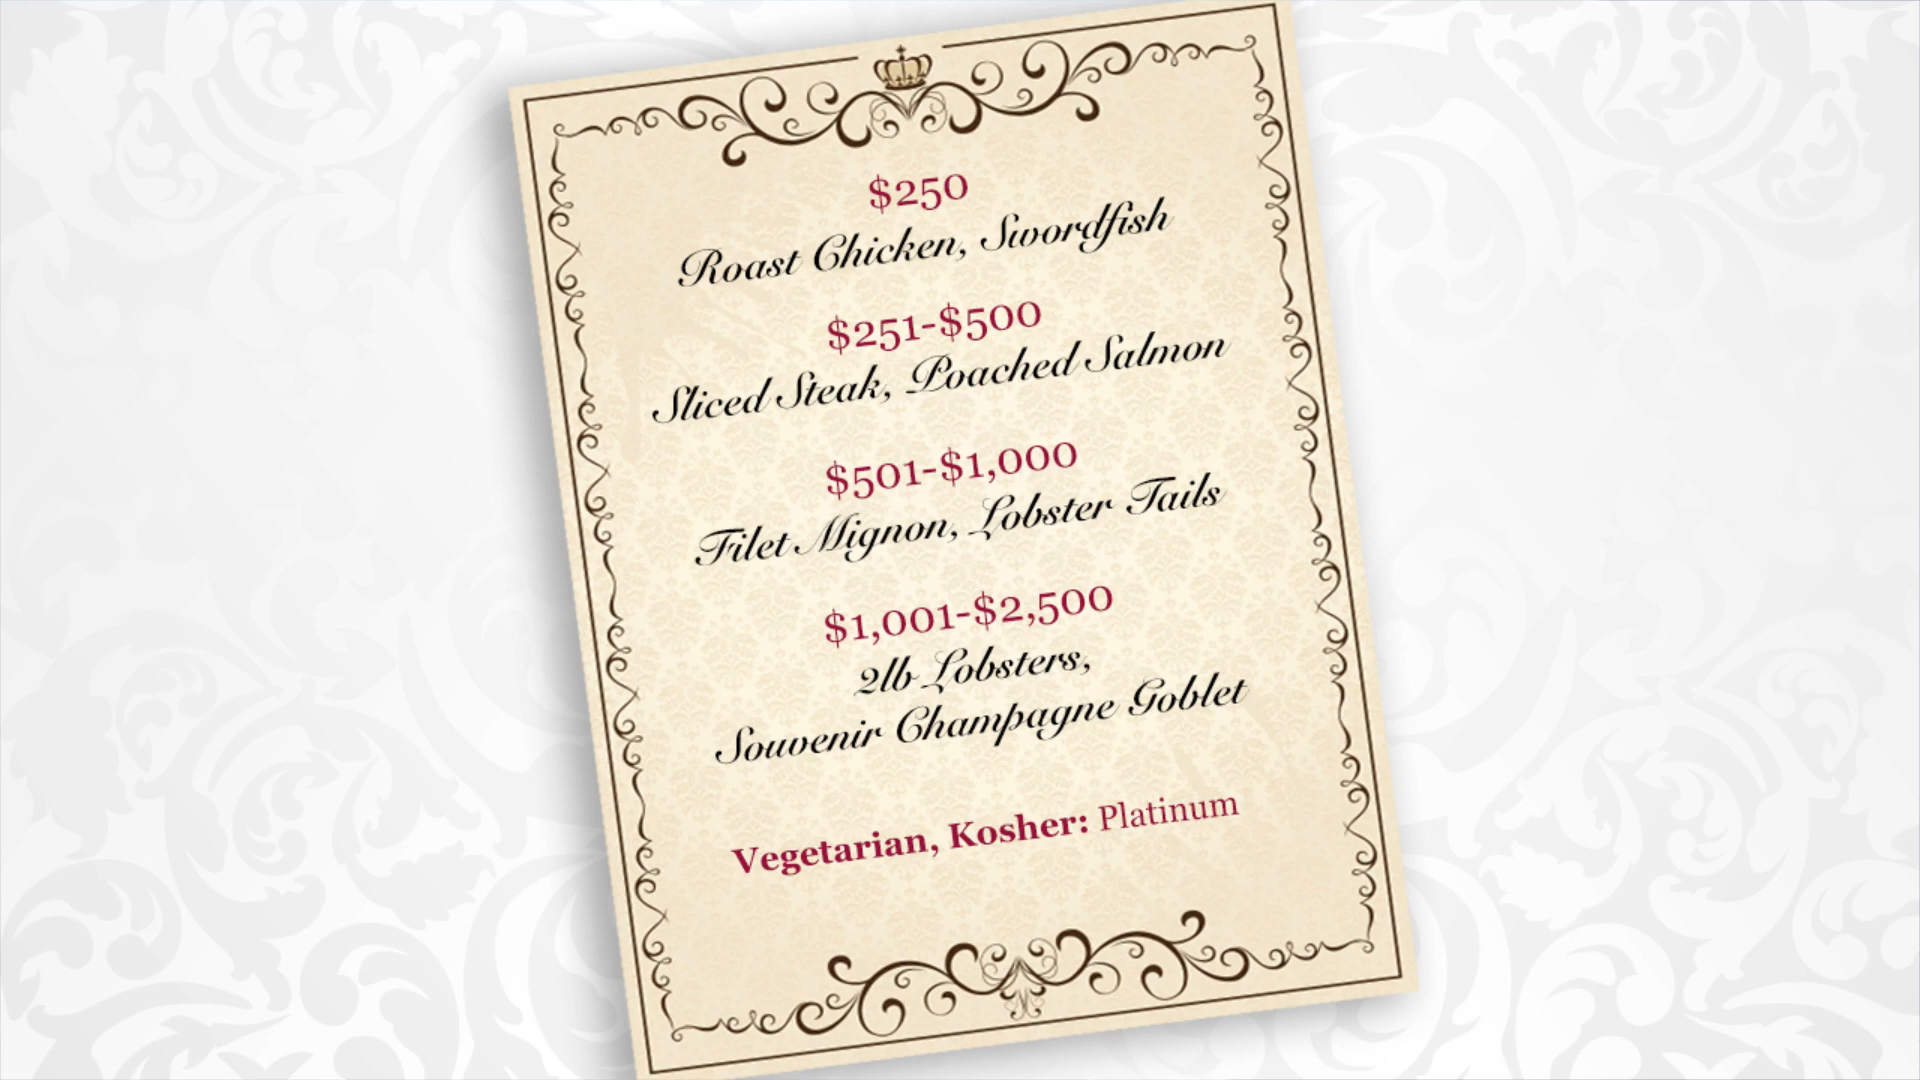 $250
Roast Chicken, Swordfish
$251-$500
Sliced Steak, Poached Salmon
$501-$1,000
Filet Mignon, Lobster Tails
$1,001-$2,500
2lb Lobsters,
Souvenir Champagne Goblet
Vegetarian, Kosher: Platinum